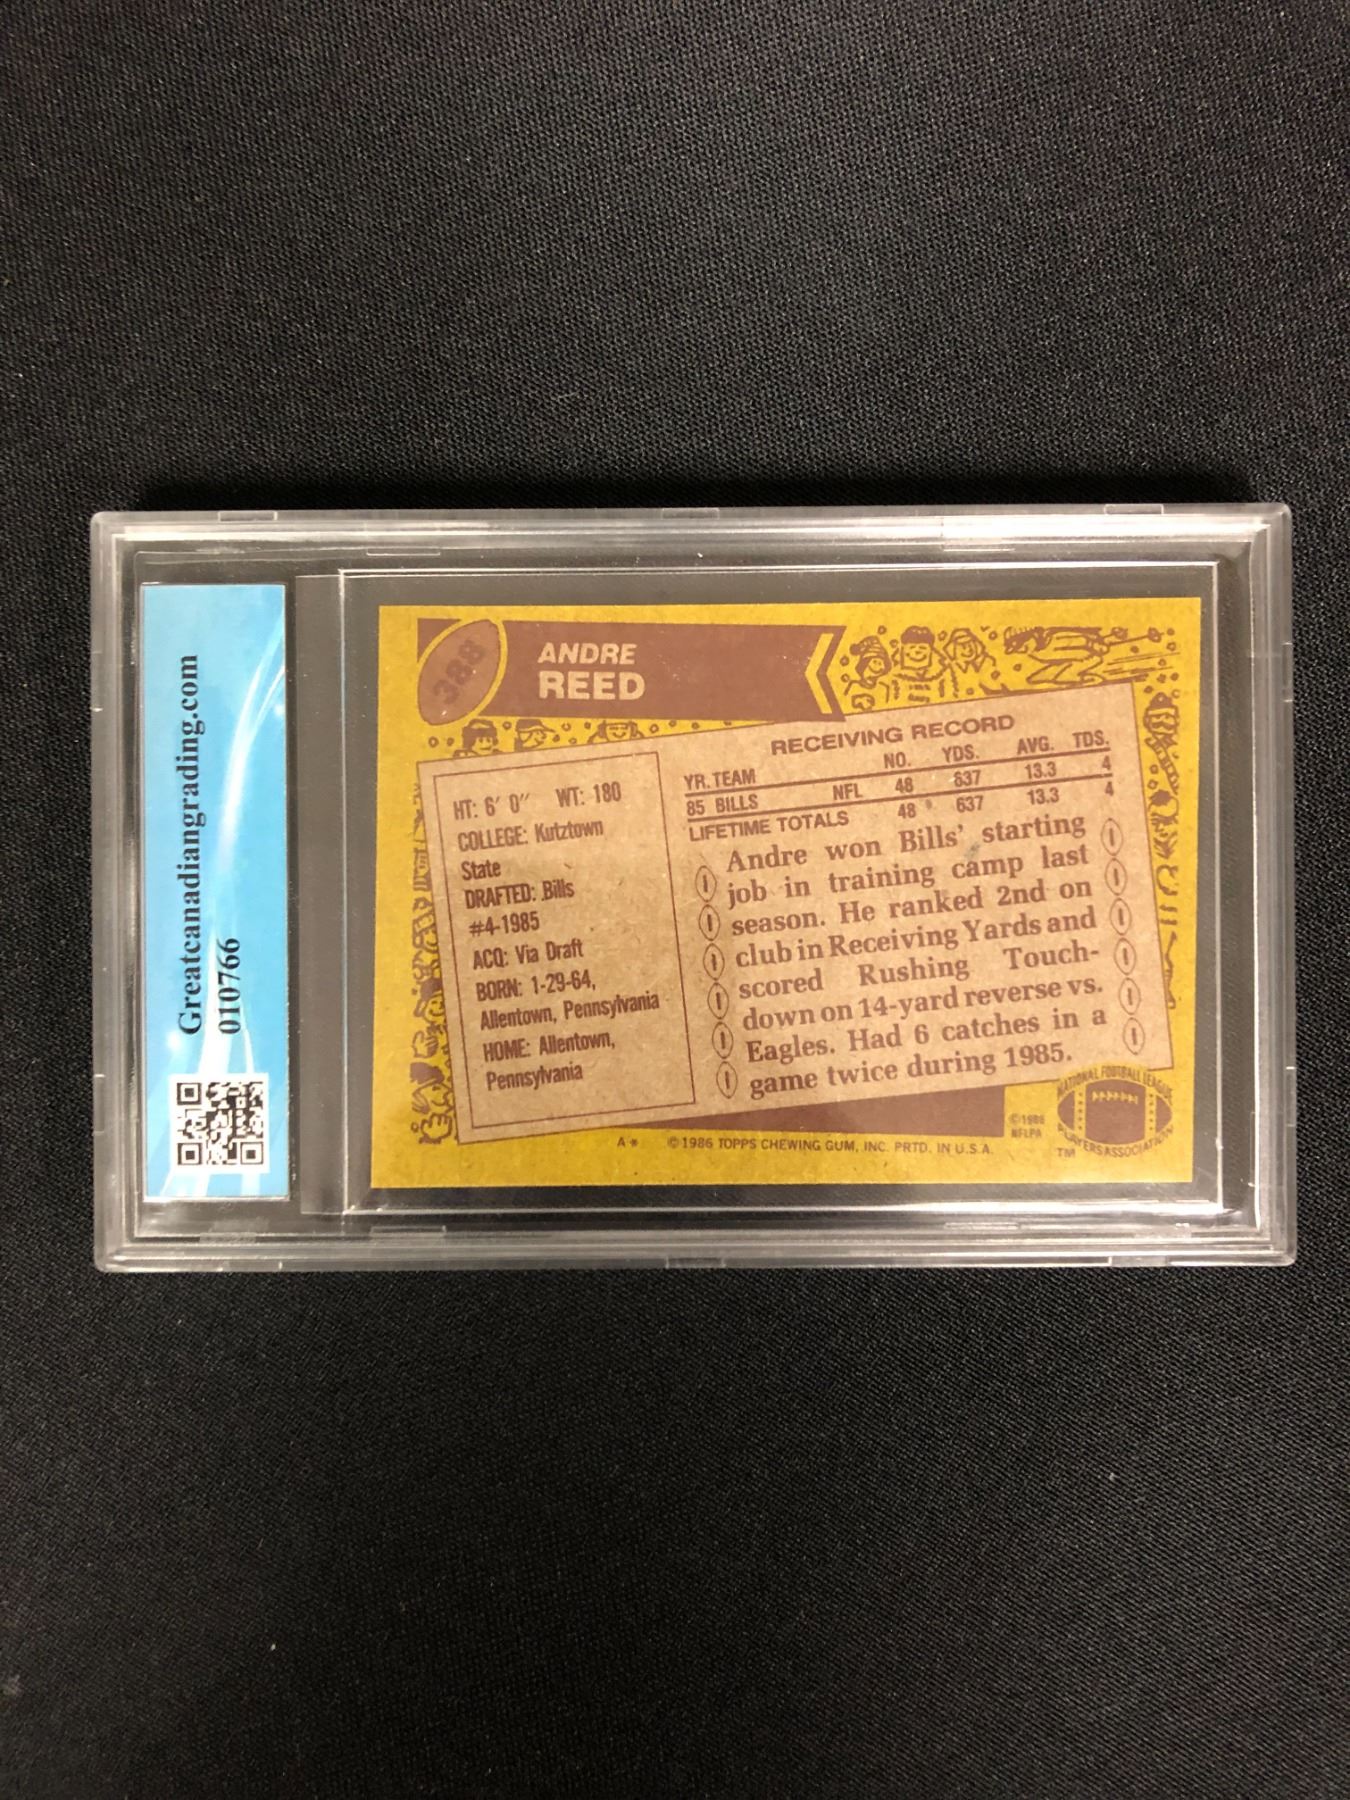 Greatcanadiangrading.com
010766
388
ANDRE
REED
HT: 6' 0" WT: 180
COLLEGE: Kutztown
State
DRAFTED: Bills
#4-1985
ACQ: Via Draft
BORN: 1-29-64,
Allentown, Pennsylvania
HOME: Allentown,
Pennsylvania
RECEIVING RECORD
YR. TEAM NO. YDS. AVG. TDS.
85 BILLS NFL 48 637 13.3 4
LIFETIME TOTALS 48 637 13.3 4
Andre won Bills' starting
job in training camp last
season. He ranked 2nd on
club in Receiving Yards and
scored Rushing Touch-
down on 14-yard reverse vs.
Eagles. Had 6 catches in a
game twice during 1985.
A* ©1986 TOPPS CHEWING GUM, INC. PRTD. IN U.S.A.
©1986
NFLPA
NATIONAL FOOTBALL LEAGUE
PLAYERS ASSOCIATION
TM